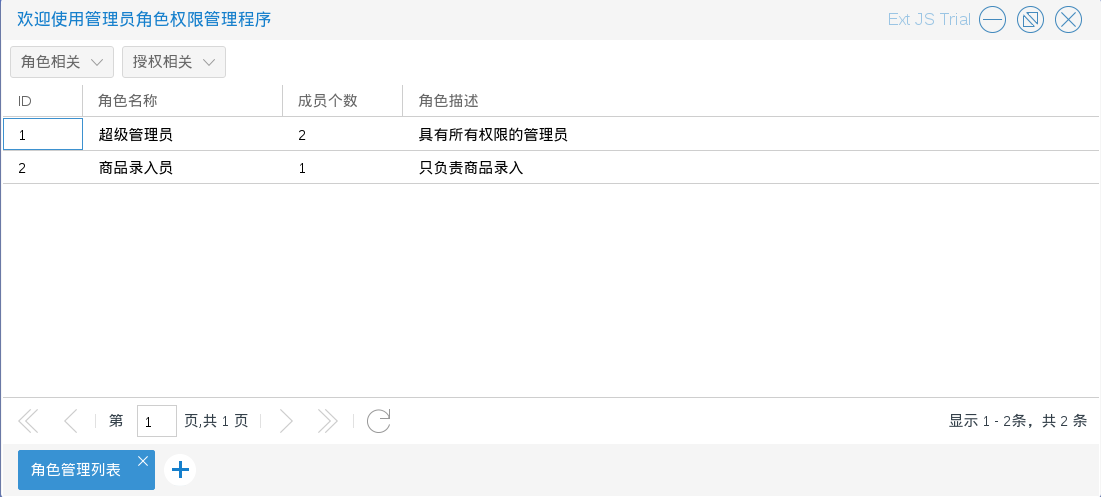 欢迎使用管理员角色权限管理程序 Ext JS Trial
角色相关 授权相关
ID 角色名称 成员个数 角色描述
1 超级管理员 2 具有所有权限的管理员
2 商品录入员 1 只负责商品录入
第 1 页,共 1 页 显示 1 - 2条，共 2 条
角色管理列表